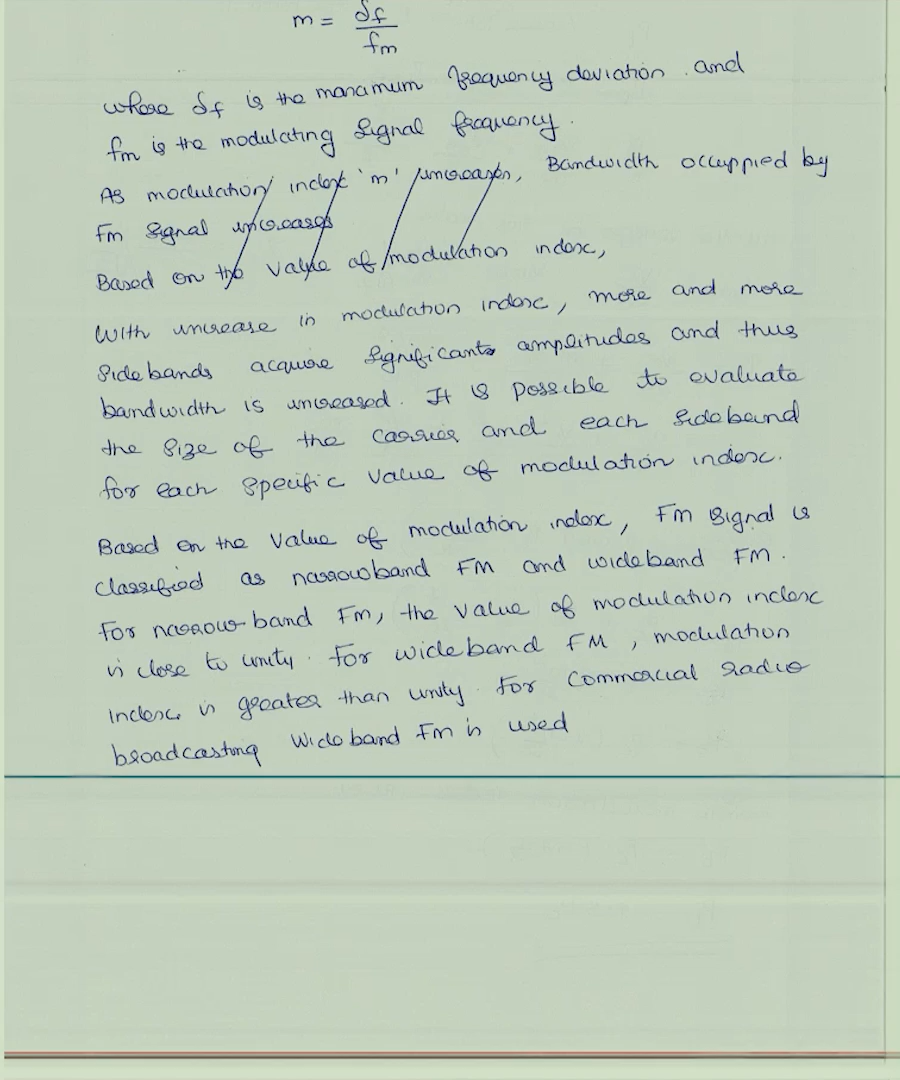 m = δf / fm
where δf is the maximum frequency deviation and
fm is the modulating signal frequency.
As modulation index 'm' increases, Bandwidth occuppied by
Fm signal increases
Based on the value of modulation index,
With increase in modulation index, more and more
sidebands acquire significants amplitudes and thus
bandwidth is increased. It is possible to evaluate
the size of the carrier and each sideband
for each specific value of modulation index.
Based on the value of modulation index, Fm signal is
classified as narrowband FM and wideband FM.
For narrowband Fm, the value of modulation index
is close to unity. For wideband FM, modulation
index is greater than unity. For commercial radio
broadcasting wideband Fm is used